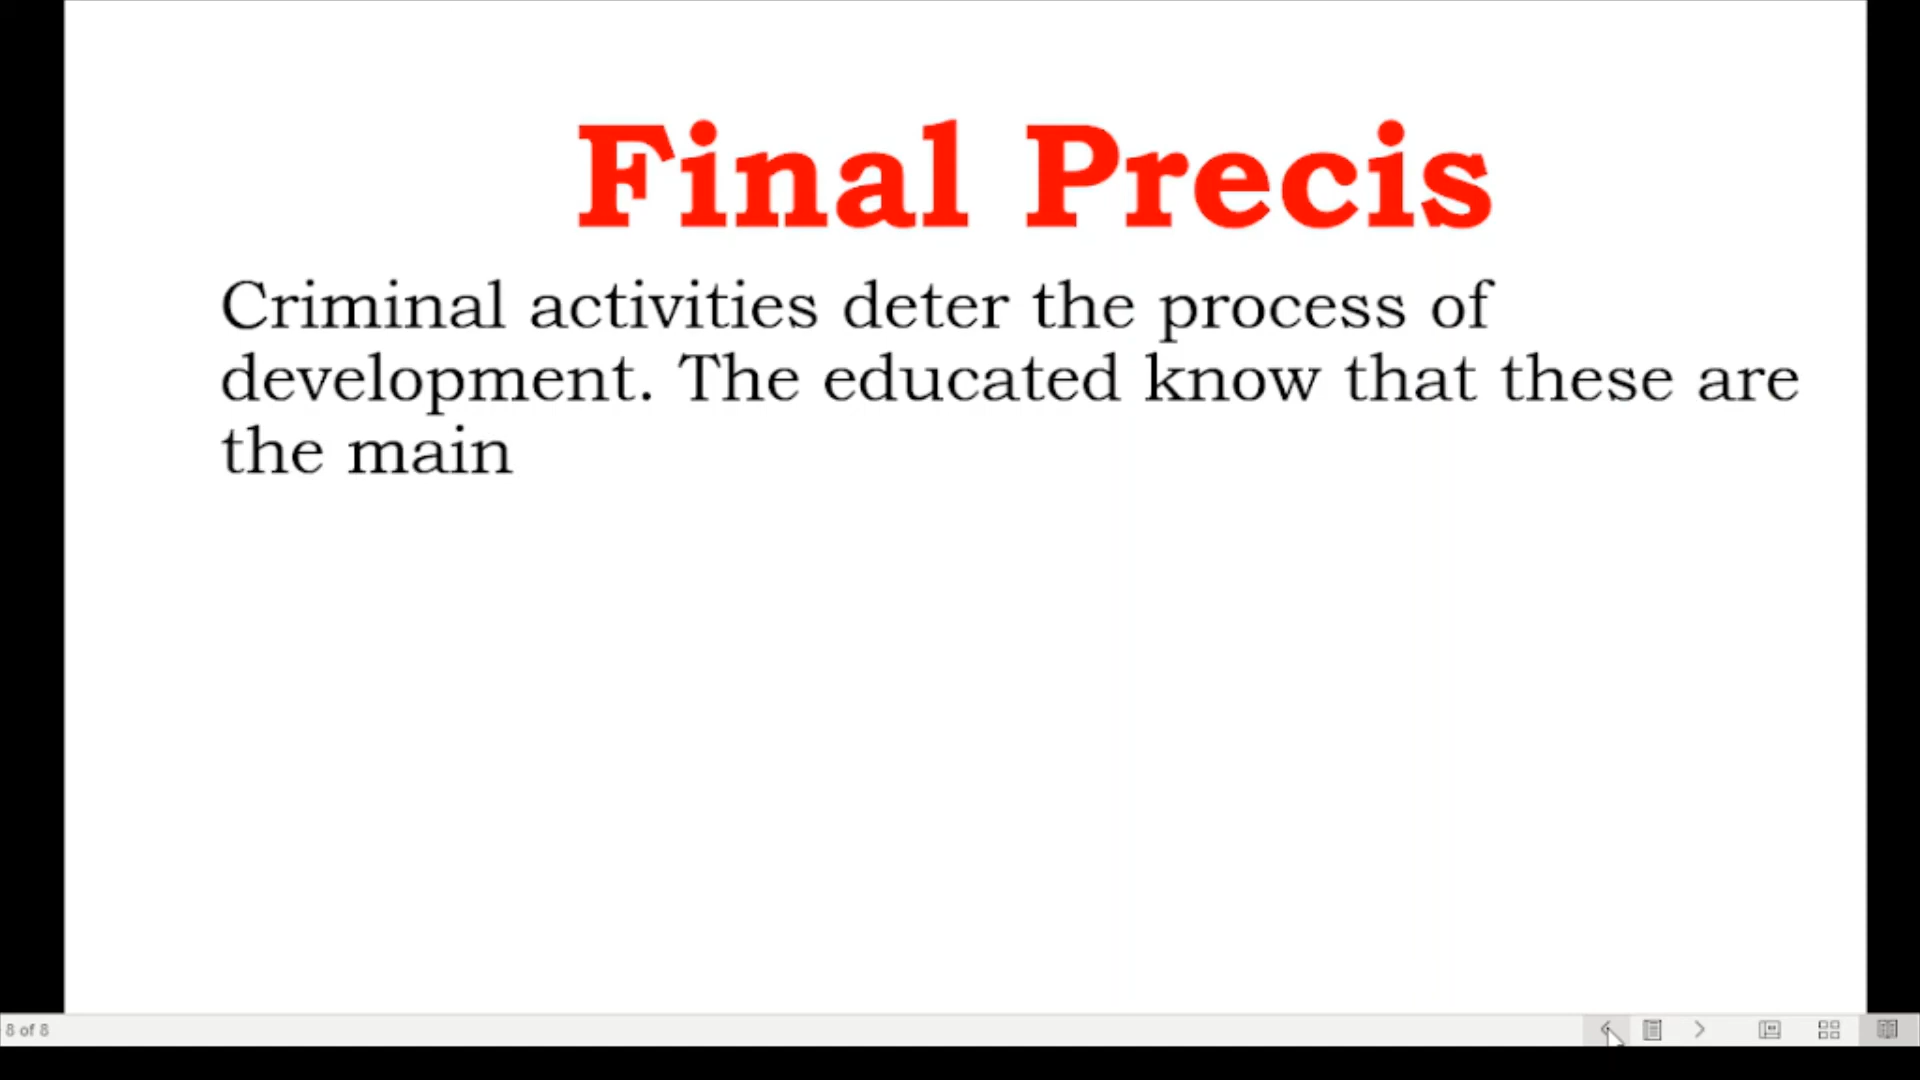 Final Precis
Criminal activities deter the process of
development. The educated know that these are
the main
8 of 8